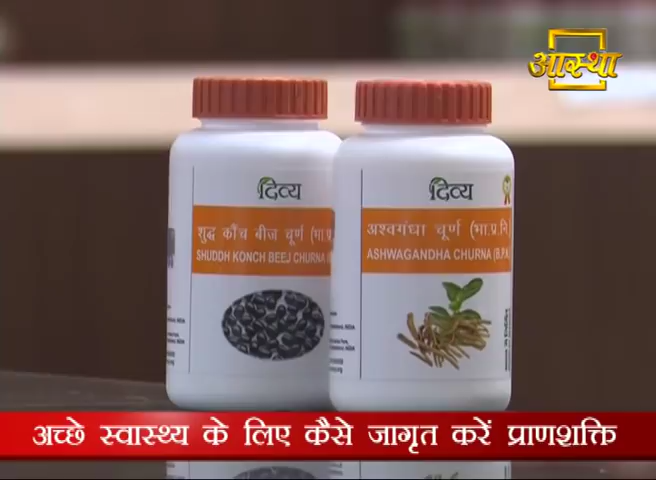 आस्था
दिव्य
शुद्ध कौंच बीज चूर्ण (भा.प्र.
SHUDDH KONCH BEEJ CHURNA
दिव्य
अश्वगंधा चूर्ण (भा.प्र.नि
ASHWAGANDHA CHURNA (B.P.N
अच्छे स्वास्थ्य के लिए कैसे जागृत करें प्राणशक्ति